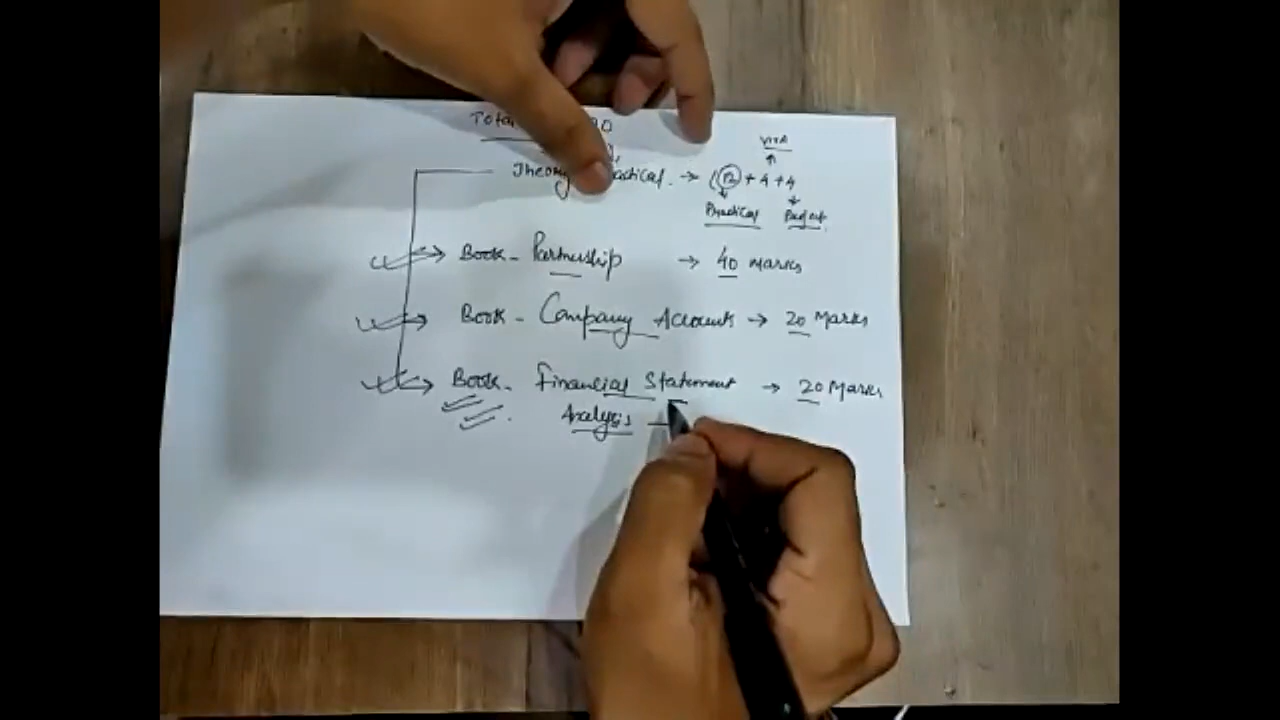 VIVA
Theory → (12 + 4 + 4
Practical Project
Book - Partnership → 40 Marks
Book - Company Accounts → 20 Marks
Book - Financial Statement → 20 Marks
Analysis